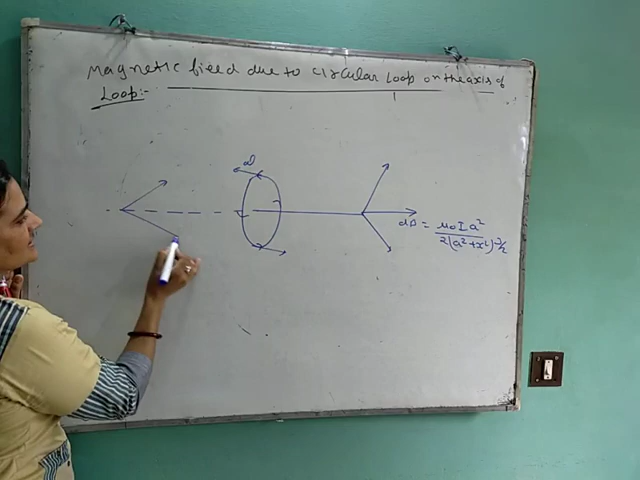 Magnetic field due to circular Loop on the axis of
Loop:-
dl
dB = μ₀Ia²
2(a²+x²)^3/2